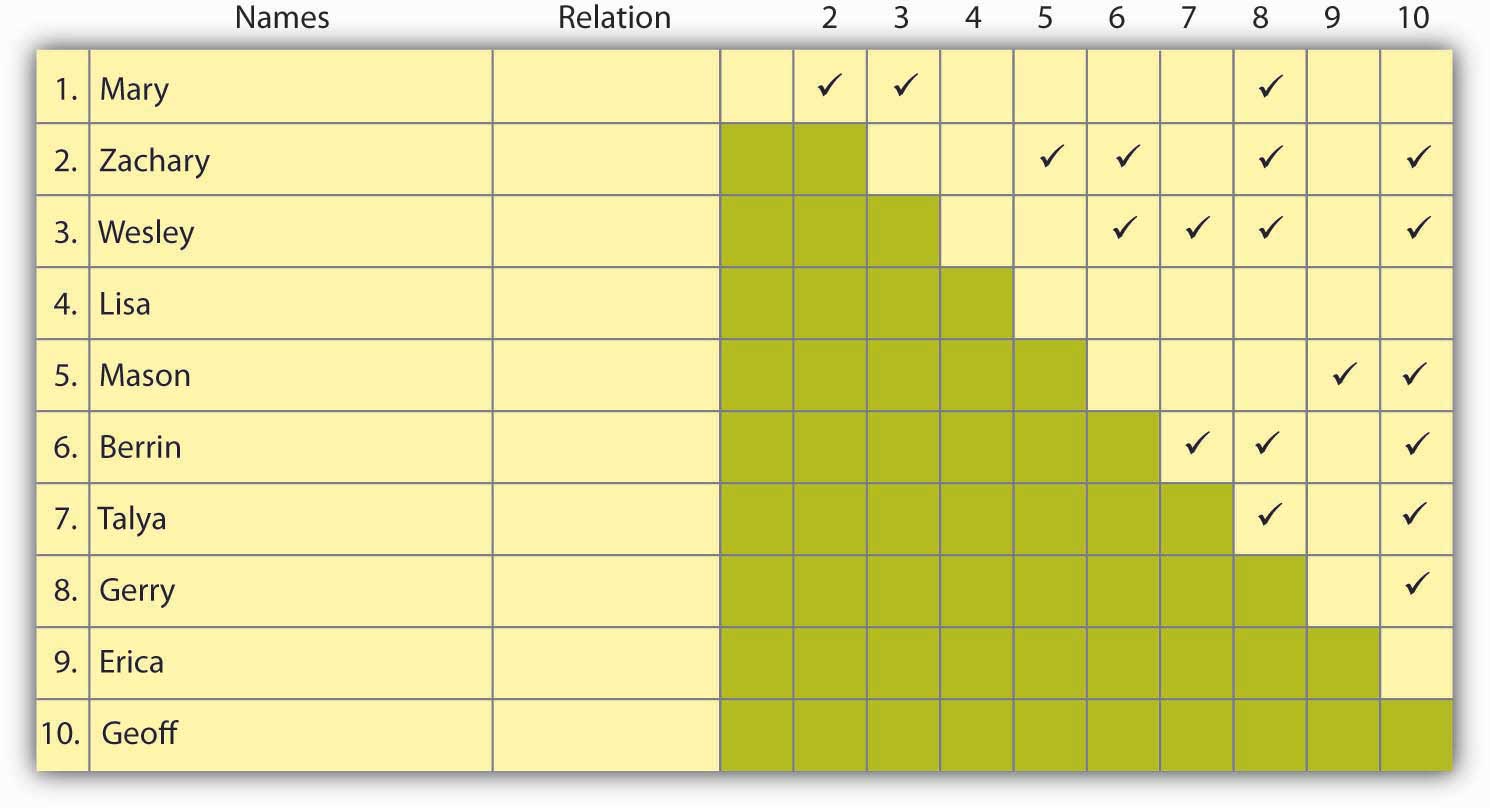 Names Relation 2 3 4 5 6 7 8 9 10
1. Mary ✓ ✓ ✓
2. Zachary ✓ ✓ ✓ ✓
3. Wesley ✓ ✓ ✓ ✓
4. Lisa
5. Mason ✓ ✓
6. Berrin ✓ ✓ ✓
7. Talya ✓ ✓
8. Gerry ✓
9. Erica
10. Geoff